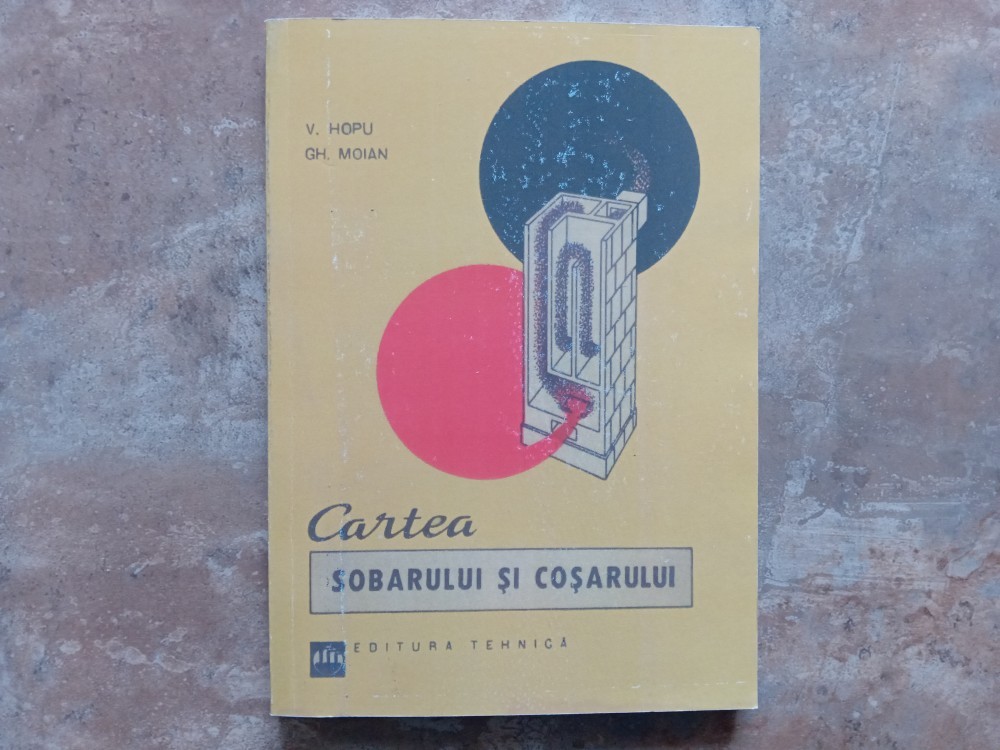 V. HOPU
GH. MOIAN
Cartea
SOBARULUI ȘI COȘARULUI
EDITURA TEHNICĂ